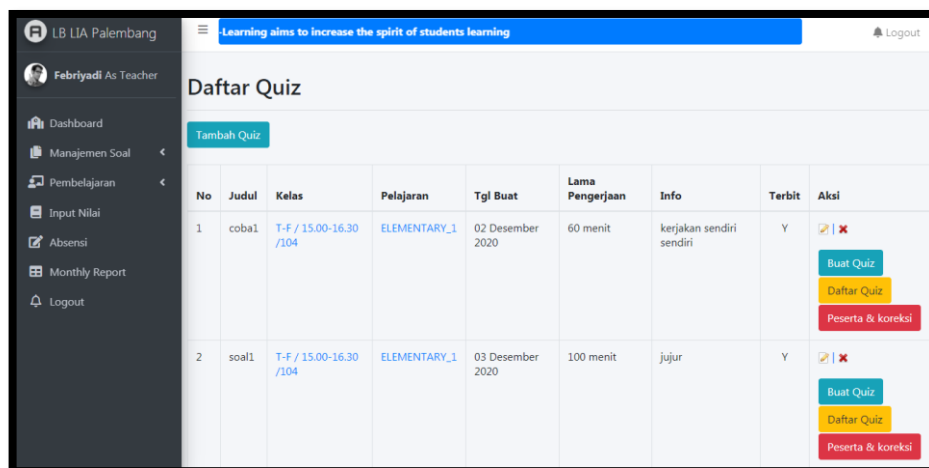 LB LIA Palembang
-Learning aims to increase the spirit of students learning
Logout
Febriyadi As Teacher
Dashboard
Manajemen Soal
Pembelajaran
Input Nilai
Absensi
Monthly Report
Logout
Daftar Quiz
Tambah Quiz
No Judul Kelas Pelajaran Tgl Buat Lama Pengerjaan Info Terbit Aksi
1 coba1 T-F / 15.00-16.30 ELEMENTARY_1 02 Desember 60 menit kerjakan sendiri Y |
/104 2020 sendiri
Buat Quiz
Daftar Quiz
Peserta & koreksi
2 soal1 T-F / 15.00-16.30 ELEMENTARY_1 03 Desember 100 menit jujur Y |
/104 2020
Buat Quiz
Daftar Quiz
Peserta & koreksi